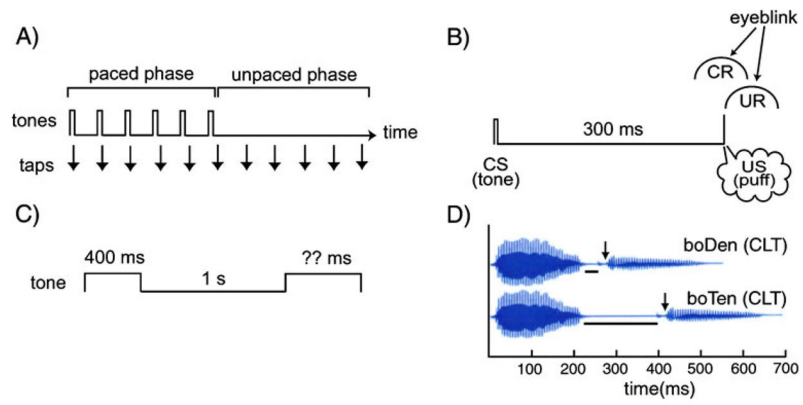 A)
paced phase
unpaced phase
tones
time
taps
B)
eyeblink
CR
UR
300 ms
CS
(tone)
US
(puff)
C)
400 ms
?? ms
tone
1 s
D)
boDen (CLT)
boTen (CLT)
100 200 300 400 500 600 700
time(ms)